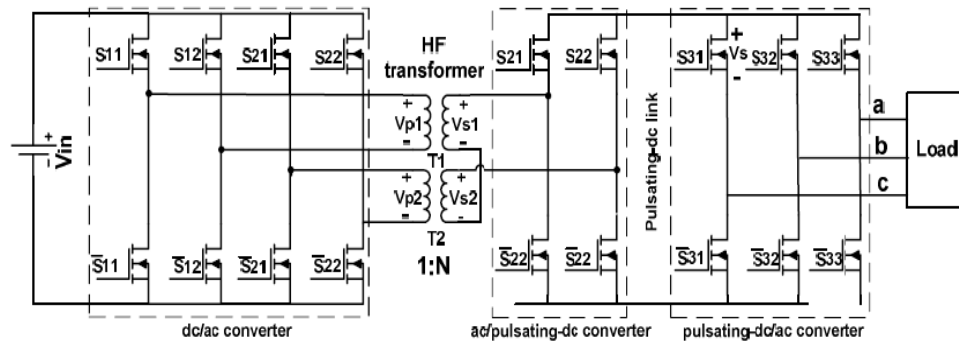 S11 S12 S21 S22
HF
transformer
S21 S22
+
Vs
-
S31 S32 S33
+
Vin
-
+
Vp1
-
+
Vs1
-
T1
+
Vp2
-
+
Vs2
-
T2
1:N
Pulsating-dc link
a
b
c
Load
S̅11 S̅12 S̅21 S̅22
S̅22 S̅22
S̅31 S̅32 S̅33
dc/ac converter
ac/pulsating-dc converter
pulsating-dc/ac converter